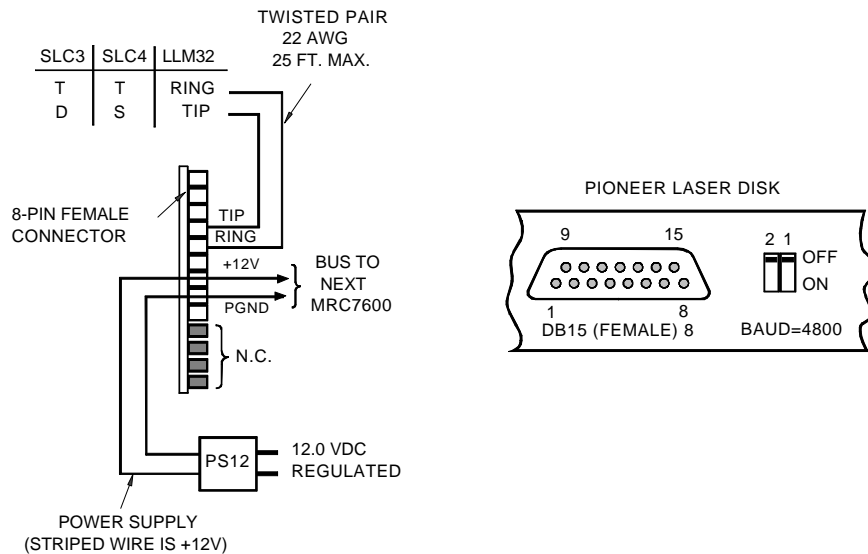 TWISTED PAIR
22 AWG
25 FT. MAX.
SLC3 SLC4 LLM32
T T RING
D S TIP
8-PIN FEMALE
CONNECTOR
TIP
RING
+12V
PGND
BUS TO
NEXT
MRC7600
N.C.
PS12
12.0 VDC
REGULATED
POWER SUPPLY
(STRIPED WIRE IS +12V)
PIONEER LASER DISK
9 15
2 1
OFF
ON
1 8
DB15 (FEMALE) 8
BAUD=4800